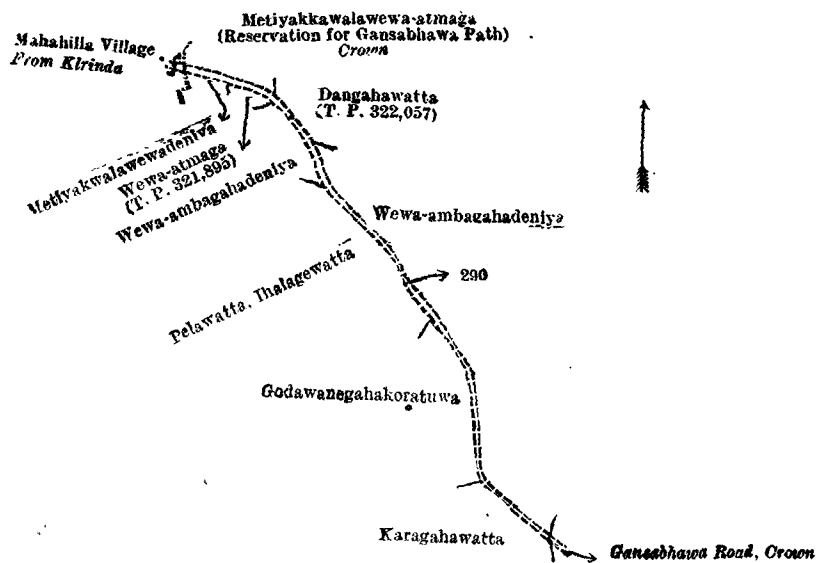 Metiyakkawalawewa-atmaga
(Reservation for Gansabhawa Path)
Crown
Mahahilla Village
From Kirinda
Dangahawatta
(T. P. 322,057)
Metiyakwalawewadeniya
Wewa-atmaga
(T. P. 321,895)
Wewa-ambagahadeniya
Wewa-ambagahadeniya
290
Pelawatta, Ihalagewatta
Godawanegahakoratuwa
Karagahawatta
Gansabhawa Road, Crown